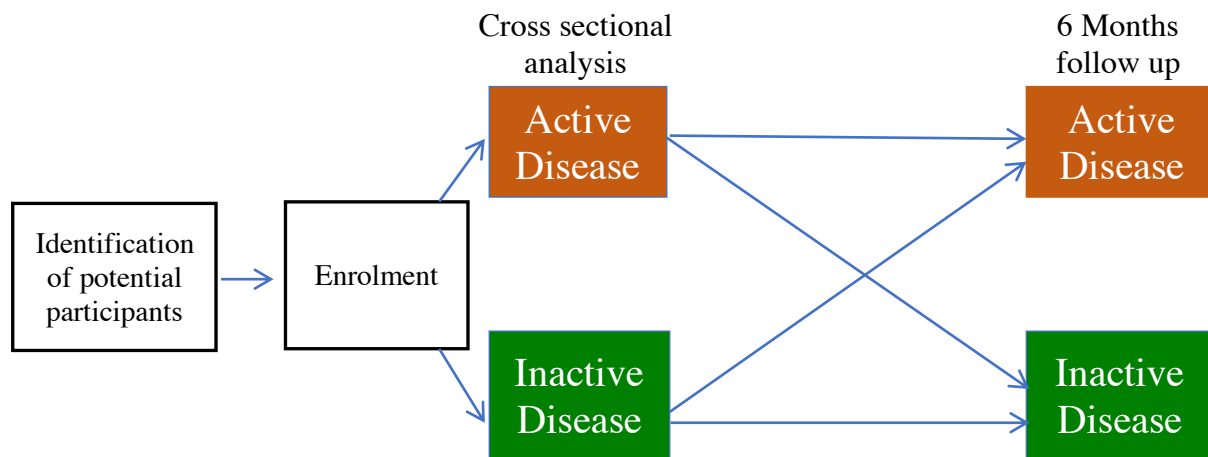 Cross sectional
analysis
6 Months
follow up
Active
Disease
Active
Disease
Identification
of potential
participants
Enrolment
Inactive
Disease
Inactive
Disease